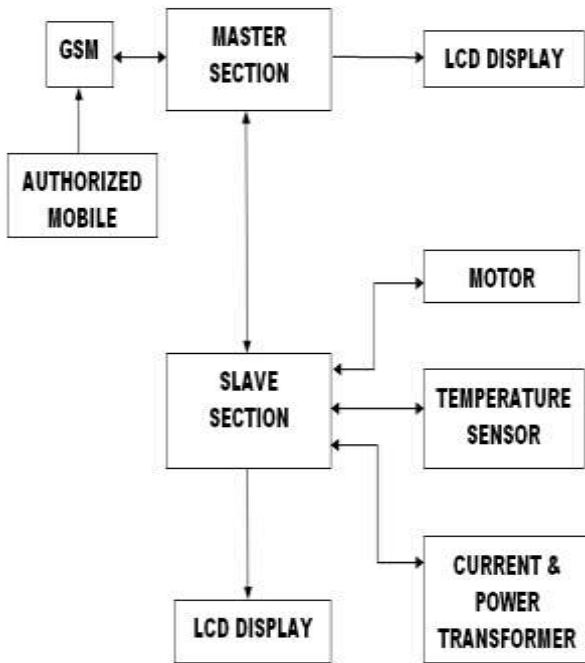 GSM
MASTER
SECTION
LCD DISPLAY
AUTHORIZED
MOBILE
MOTOR
SLAVE
SECTION
TEMPERATURE
SENSOR
CURRENT &
POWER
TRANSFORMER
LCD DISPLAY